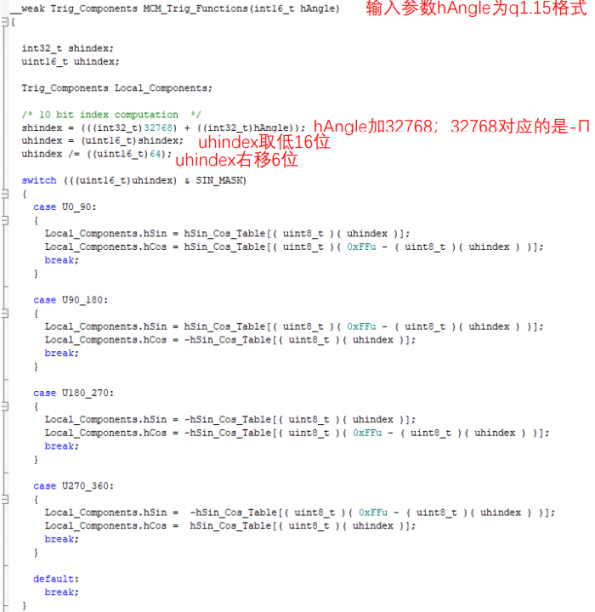 __weak Trig_Components MCM_Trig_Functions(int16_t hAngle) 输入参数hAngle为q1.15格式
{
int32_t shindex;
uint16_t uhindex;
Trig_Components Local_Components;
/* 10 bit index computation */
shindex = (((int32_t)32768) + ((int32_t)hAngle)); hAngle加32768；32768对应的是-Π
uhindex = (uint16_t)shindex; uhindex取低16位
uhindex /= ((uint16_t)64); uhindex右移6位
switch (((uint16_t)uhindex) & SIN_MASK)
{
case U0_90:
{
Local_Components.hSin = hSin_Cos_Table[( uint8_t )( uhindex )];
Local_Components.hCos = hSin_Cos_Table[( uint8_t )( 0xFFu - ( uint8_t )( uhindex ) )];
break;
}
case U90_180:
{
Local_Components.hSin = hSin_Cos_Table[( uint8_t )( 0xFFu - ( uint8_t )( uhindex ) )];
Local_Components.hCos = -hSin_Cos_Table[( uint8_t )( uhindex )];
break;
}
case U180_270:
{
Local_Components.hSin = -hSin_Cos_Table[( uint8_t )( uhindex )];
Local_Components.hCos = -hSin_Cos_Table[( uint8_t )( 0xFFu - ( uint8_t )( uhindex ) )];
break;
}
case U270_360:
{
Local_Components.hSin = -hSin_Cos_Table[( uint8_t )( 0xFFu - ( uint8_t )( uhindex ) )];
Local_Components.hCos = hSin_Cos_Table[( uint8_t )( uhindex )];
break;
}
default:
break;
}